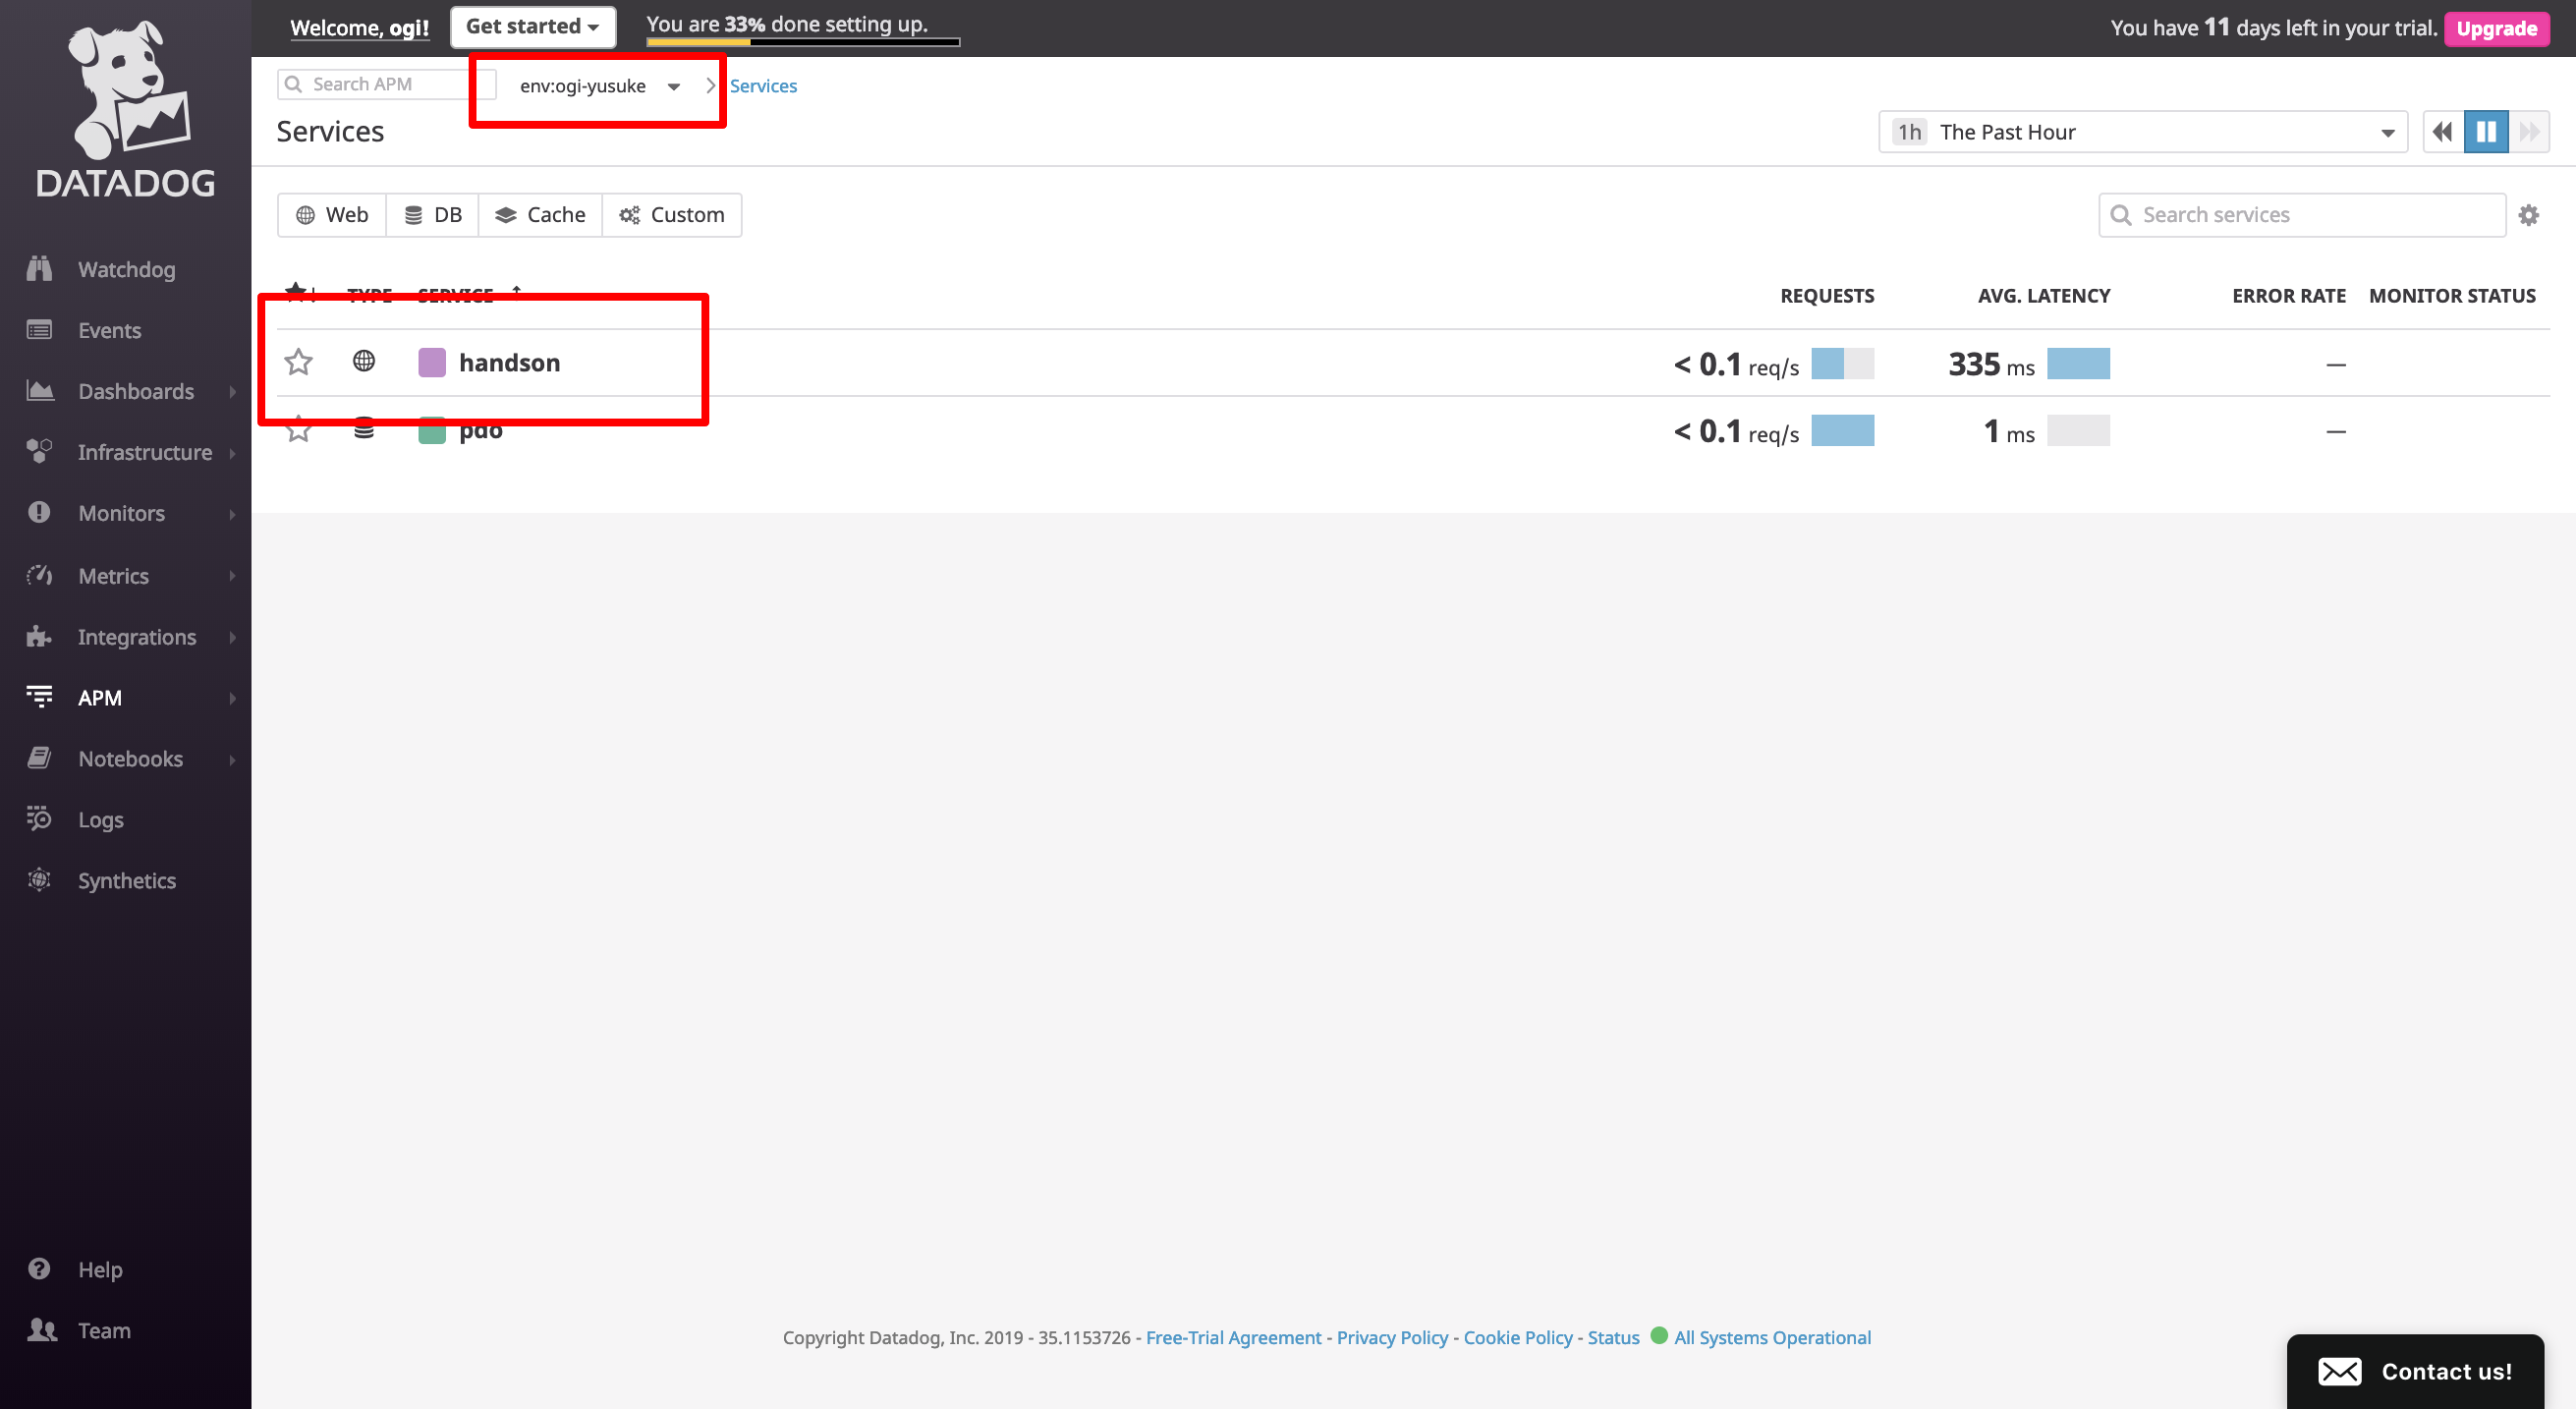 Welcome, ogi!
Get started
You are 33% done setting up.
You have 11 days left in your trial.
Upgrade
DATADOG
Watchdog
Events
Dashboards
Infrastructure
Monitors
Metrics
Integrations
APM
Notebooks
Logs
Synthetics
Help
Team
Search APM
env:ogi-yusuke
Services
Services
1h The Past Hour
Web
DB
Cache
Custom
Search services
TYPE SERVICE REQUESTS AVG. LATENCY ERROR RATE MONITOR STATUS
handson < 0.1 req/s 335 ms —
pdo < 0.1 req/s 1 ms —
Copyright Datadog, Inc. 2019 - 35.1153726 - Free-Trial Agreement - Privacy Policy - Cookie Policy - Status All Systems Operational
Contact us!